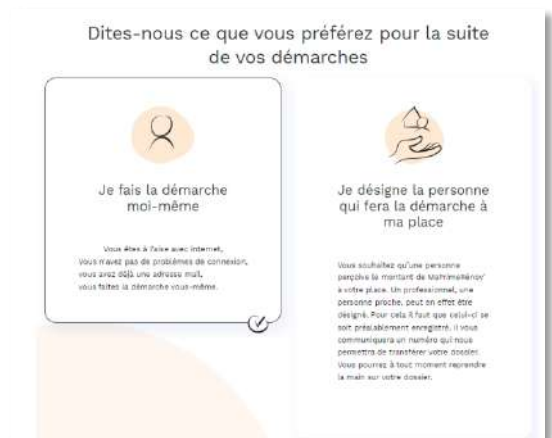 Dites-nous ce que vous préférez pour la suite
de vos démarches
Je fais la démarche
moi-même
Vous êtes à l'aise avec internet,
vous n'avez pas de problèmes de connexion,
vous avez déjà une adresse mail,
vous faites la démarche vous-même.
Je désigne la personne
qui fera la démarche à
ma place
Vous souhaitez qu'une personne
perçoive le montant de MaPrimeRénov'
à votre place. Un professionnel, une
personne proche, peut en effet être
désigné. Pour cela il faut que celui-ci se
soit préalablement enregistré, il vous
communiquera un numéro qui nous
permettra de transférer votre dossier.
Vous pourrez à tout moment reprendre
la main sur votre dossier.